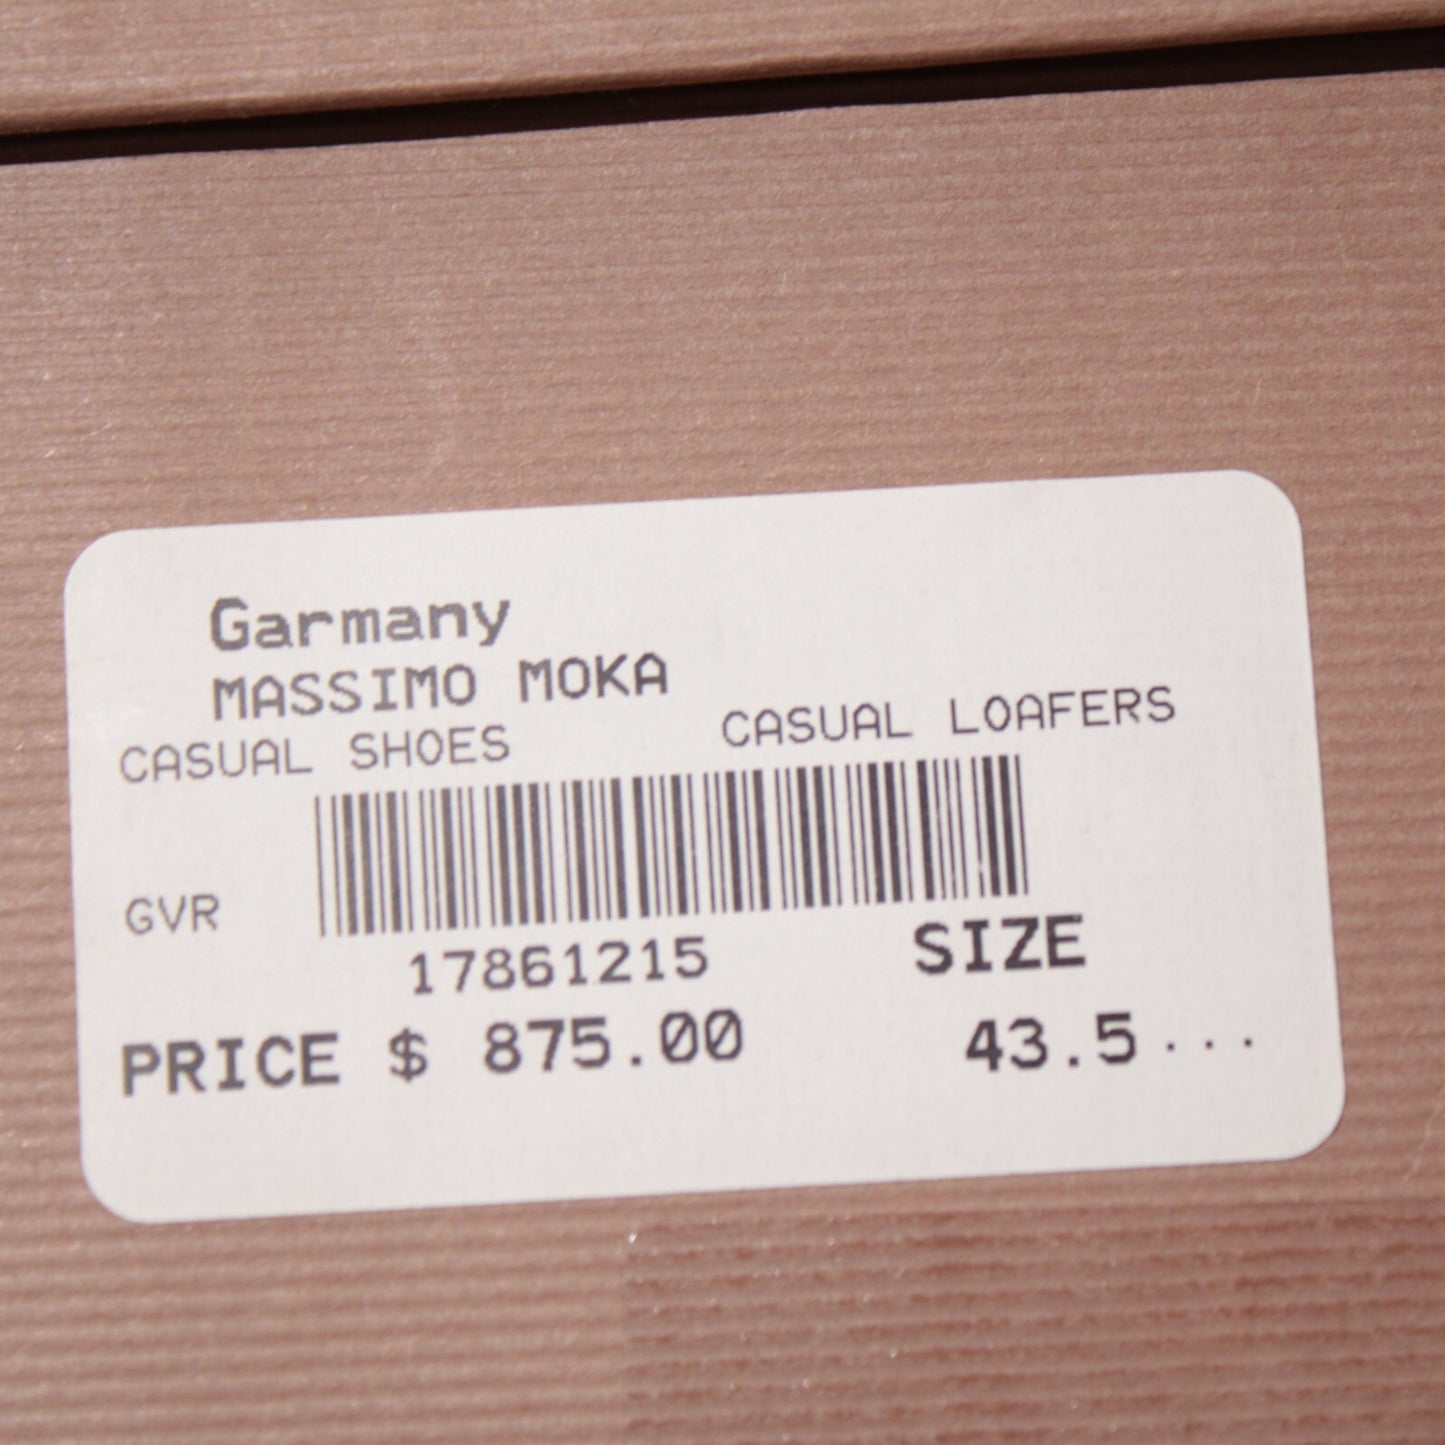 Garmany
MASSIMO MOKA
CASUAL SHOES CASUAL LOAFERS
GVR
17861215 SIZE
PRICE $ 875.00 43.5...